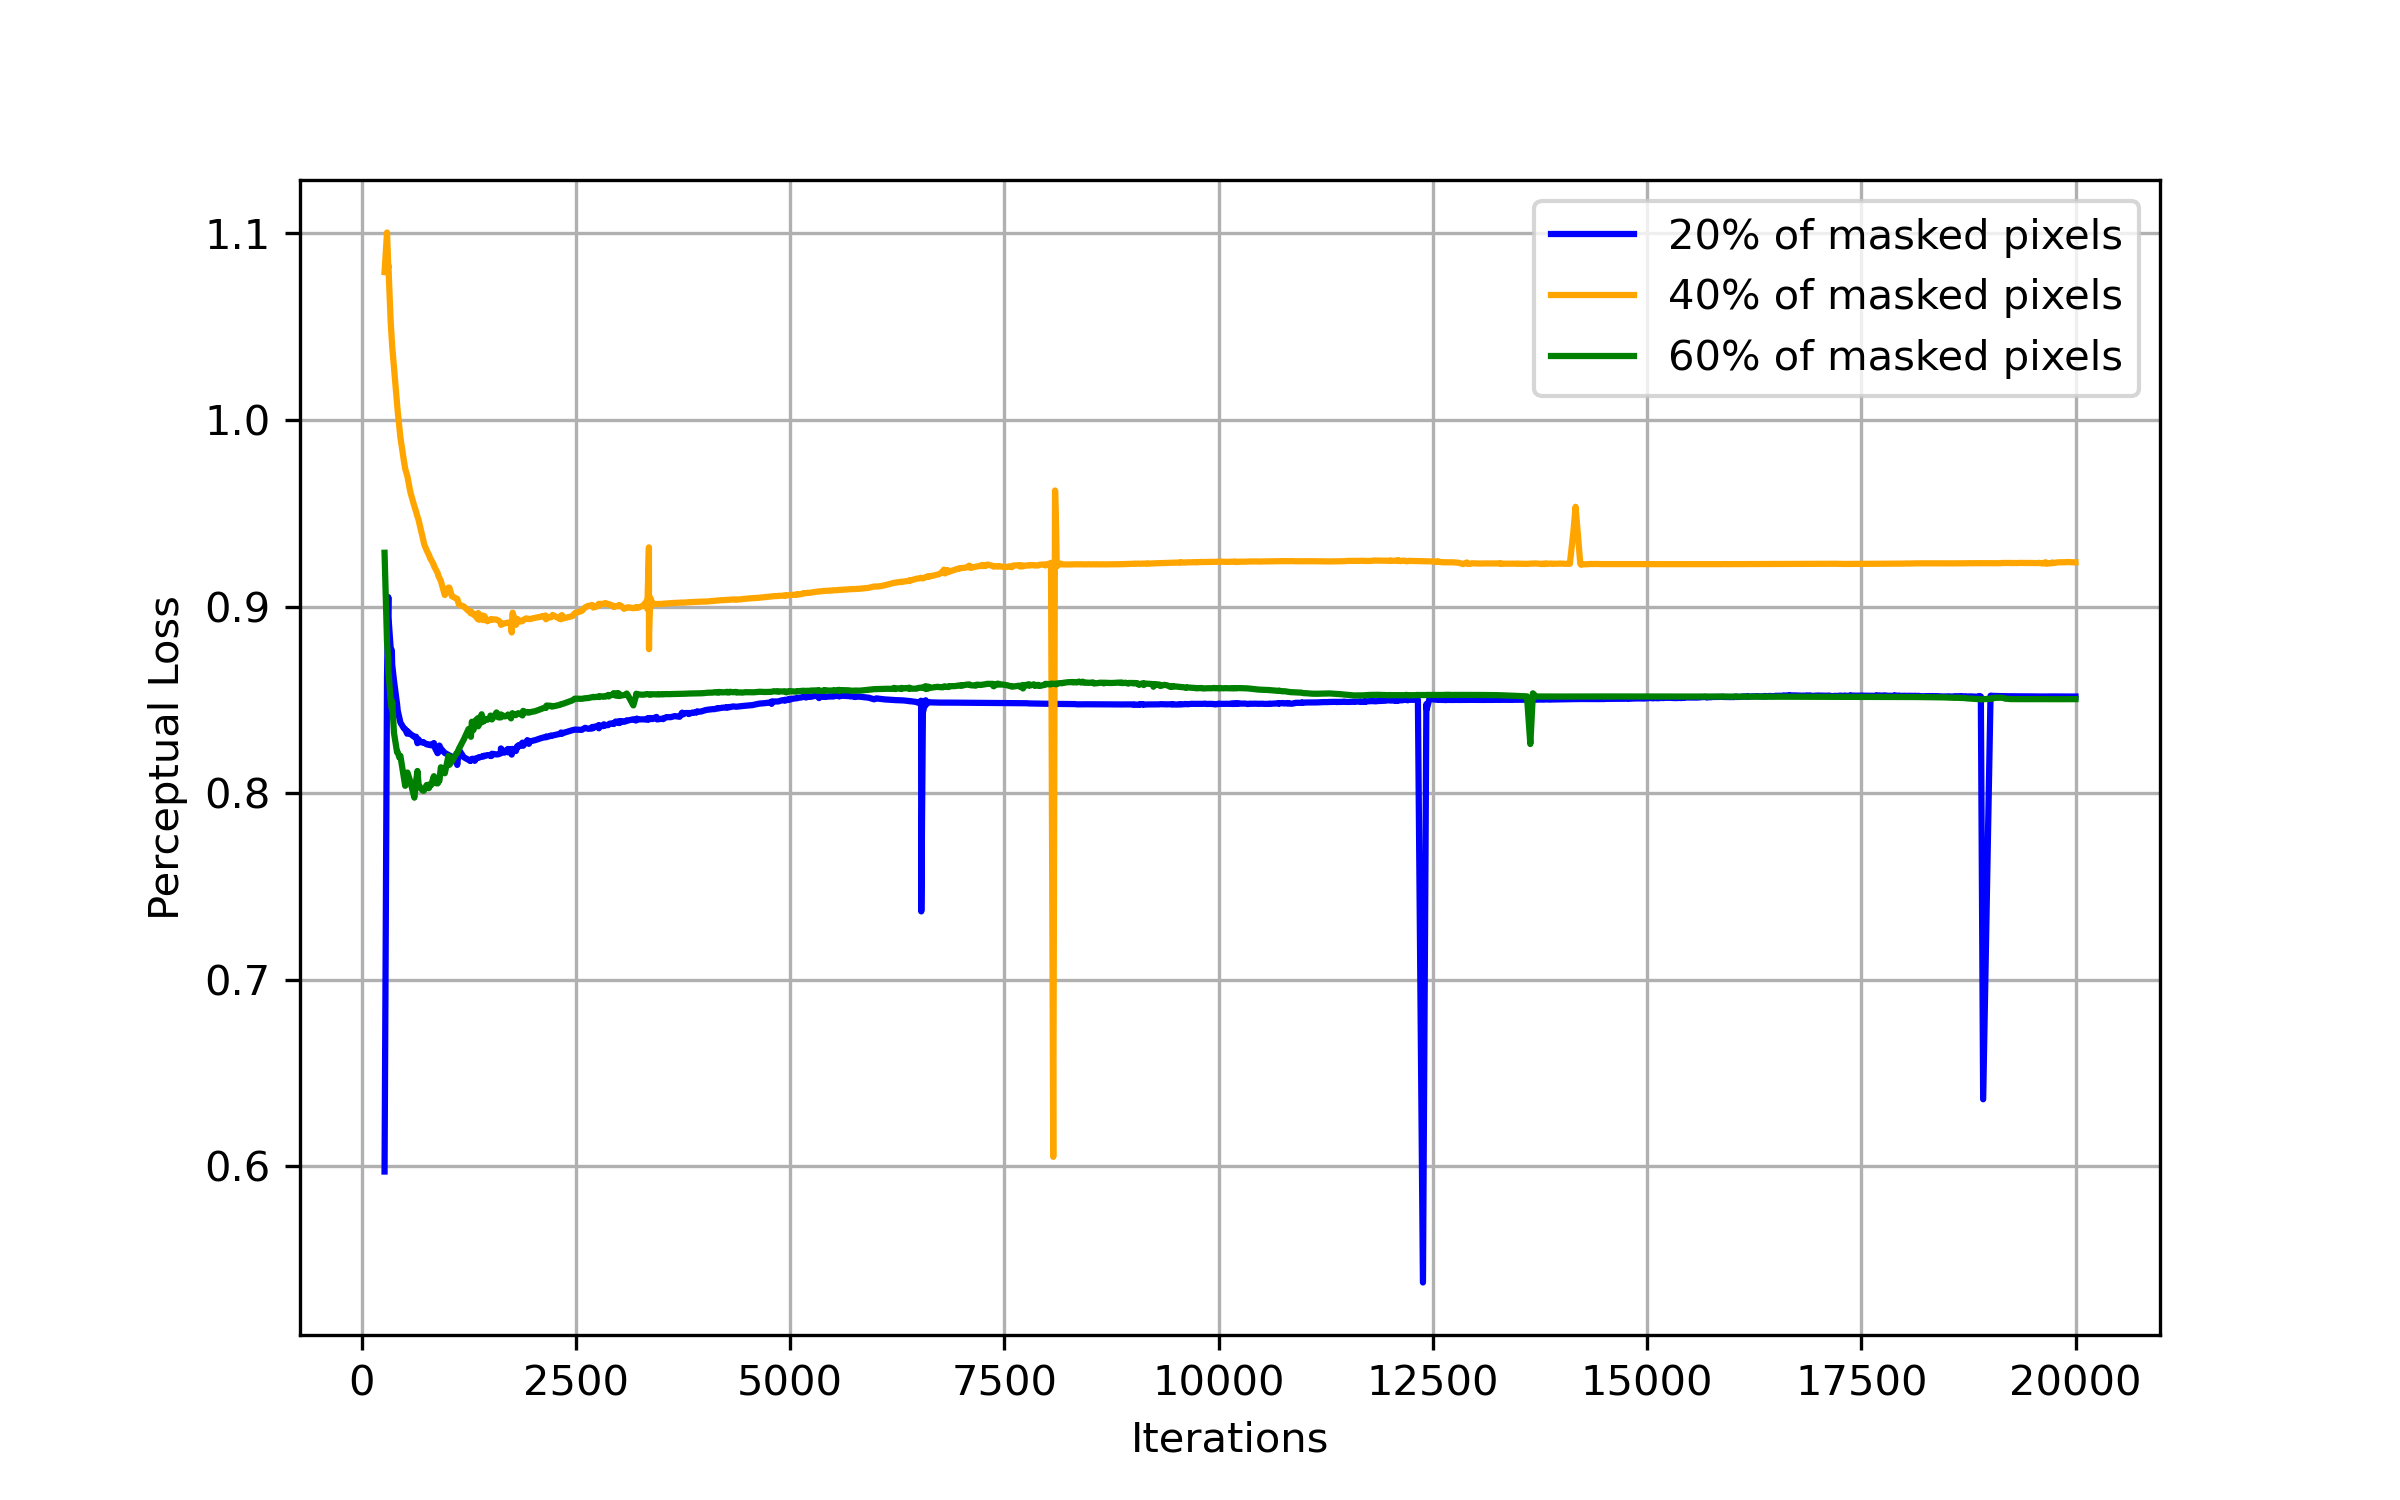 20% of masked pixels
40% of masked pixels
60% of masked pixels
1.1
1.0
0.9
0.8
0.7
0.6
Perceptual Loss
0 2500 5000 7500 10000 12500 15000 17500 20000
Iterations